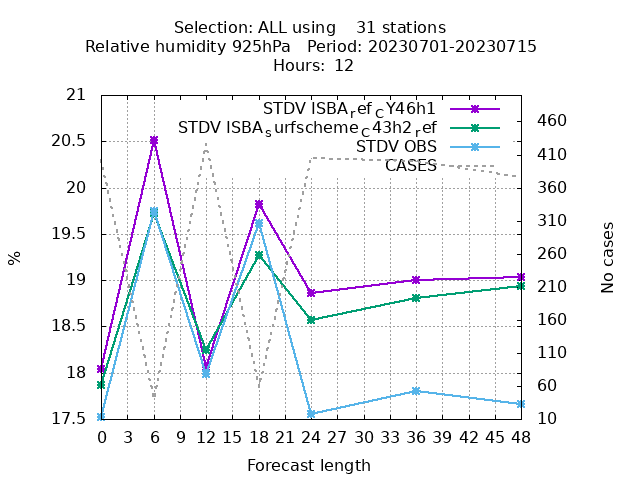 Selection: ALL using    31 stations
Relative humidity 925hPa   Period: 20230701-20230715
Hours: 12
STDV ISBA_ref_CY46h1
STDV ISBA_surfscheme_C43h2_ref
STDV OBS
CASES
21
20.5
20
19.5
19
18.5
18
17.5
%
460
410
360
310
260
210
160
110
60
10
No cases
0 3 6 9 12 15 18 21 24 27 30 33 36 39 42 45 48
Forecast length